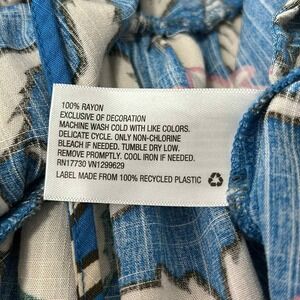 100% RAYON
EXCLUSIVE OF DECORATION
MACHINE WASH COLD WITH LIKE COLORS.
DELICATE CYCLE. ONLY NON-CHLORINE
BLEACH IF NEEDED. TUMBLE DRY LOW.
REMOVE PROMPTLY. COOL IRON IF NEEDED.
RN17730 VN1299629
LABEL MADE FROM 100% RECYCLED PLASTIC